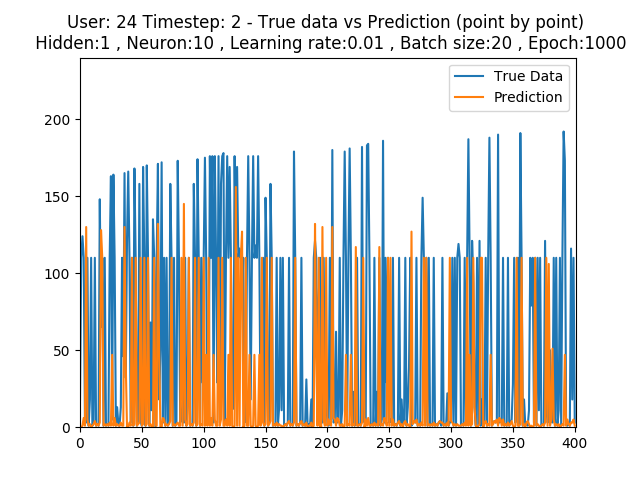 User: 24 Timestep: 2 - True data vs Prediction (point by point)
Hidden:1 , Neuron:10 , Learning rate:0.01 , Batch size:20 , Epoch:1000
True Data
Prediction
200
150
100
50
0
0 50 100 150 200 250 300 350 400